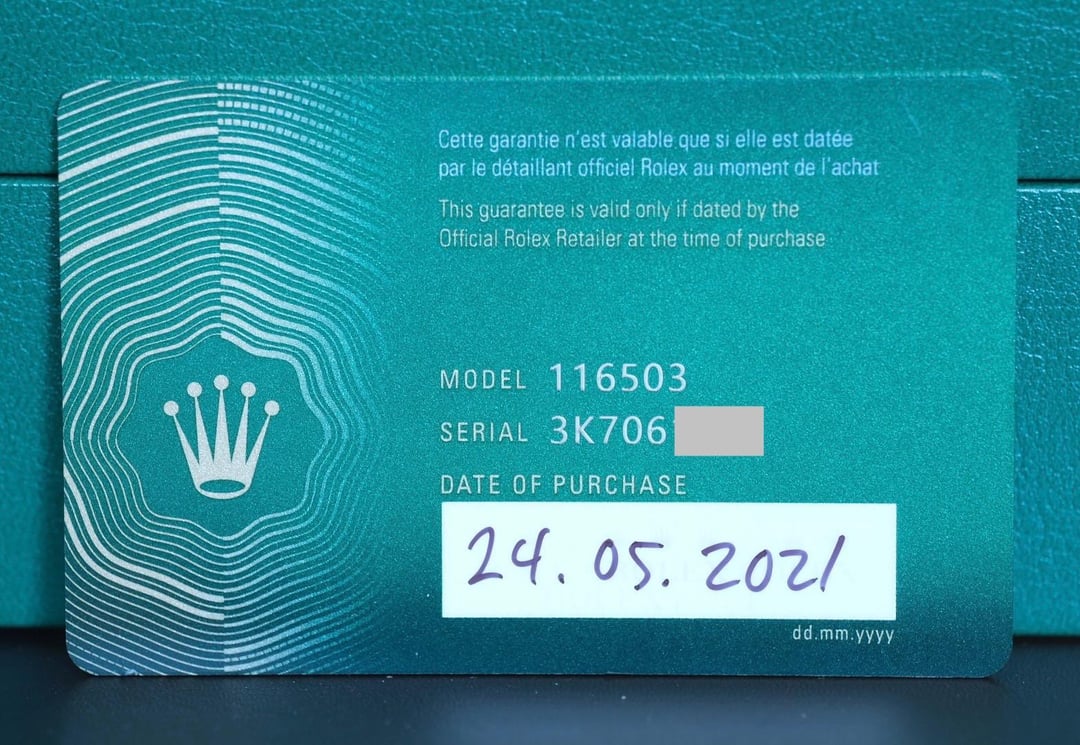 Cette garantie n'est valable que si elle est datée
par le détaillant officiel Rolex au moment de l'achat
This guarantee is valid only if dated by the
Official Rolex Retailer at the time of purchase
MODEL 116503
SERIAL 3K706
DATE OF PURCHASE
24.05.2021
dd.mm.yyyy